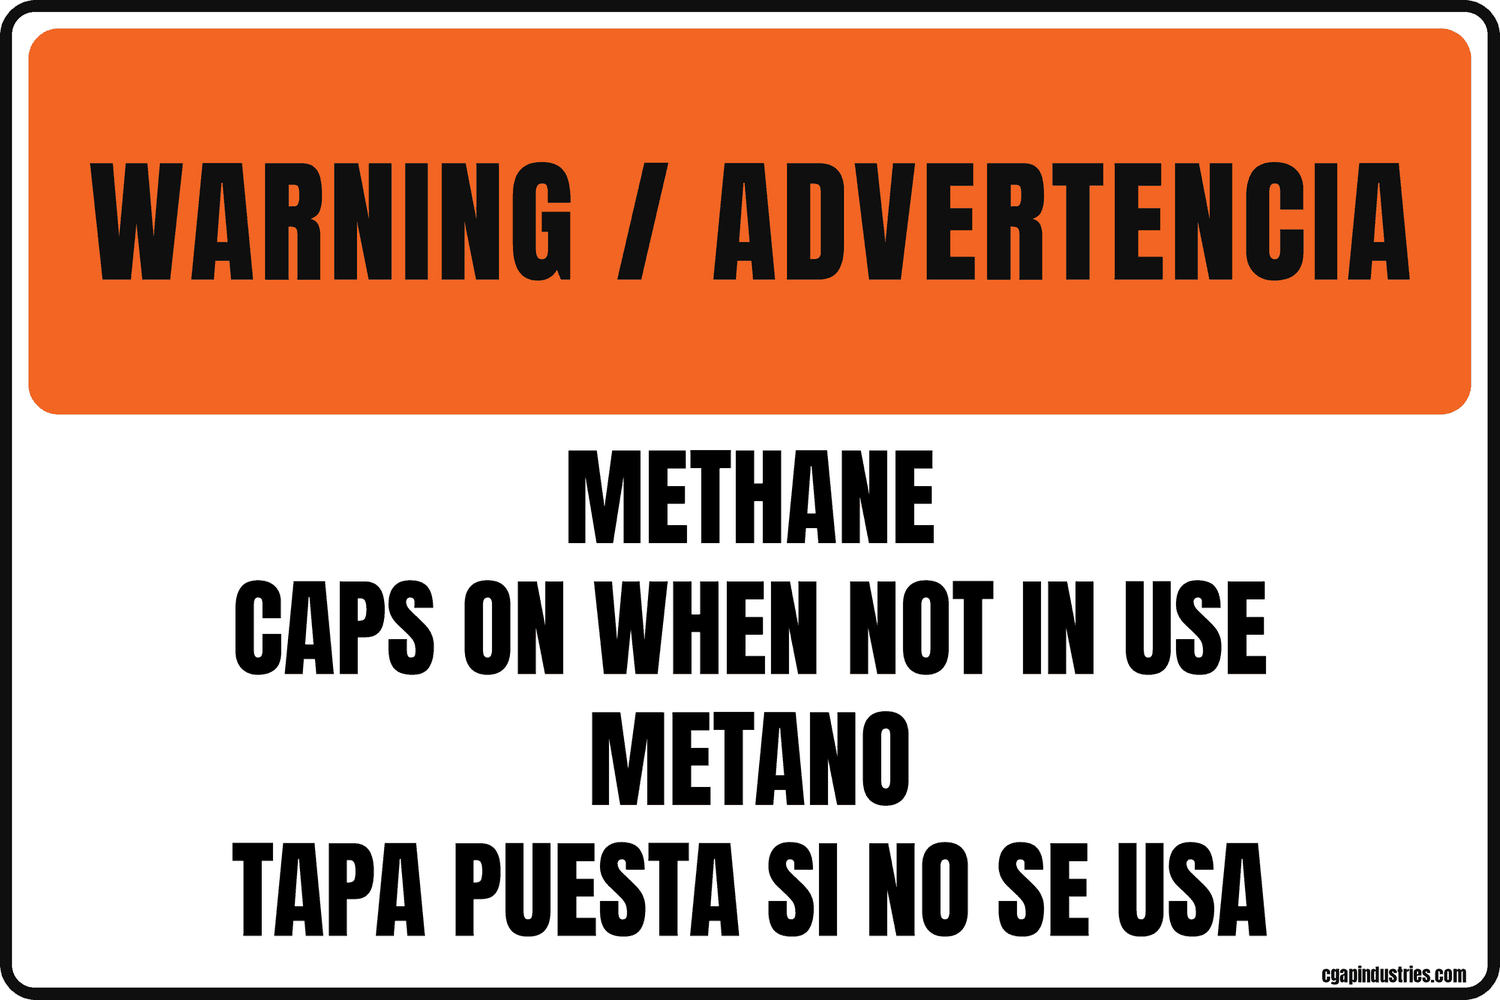 WARNING / ADVERTENCIA
METHANE
CAPS ON WHEN NOT IN USE
METANO
TAPA PUESTA SI NO SE USA
cgapindustries.com